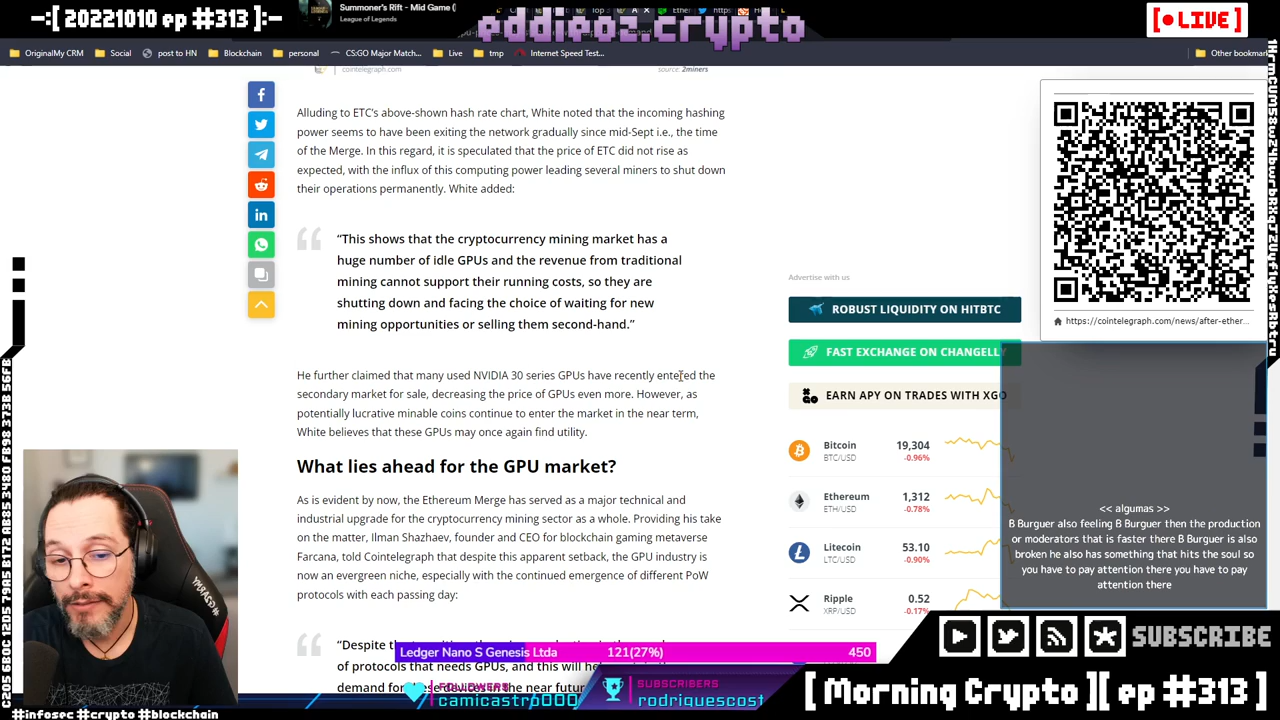 -:[ 20221010 ep #313 ]:-
Summoner's Rift - Mid Game (
League of Legends
eddieoz.crypto
[ LIVE ]
OriginalMy CRM
Social
post to HN
Blockchain
personal
CS:GO Major Match...
Live
tmp
Internet Speed Test...
Other bookmar
cointelegraph.com
source: 2miners
Alluding to ETC's above-shown hash rate chart, White noted that the incoming hashing
power seems to have been exiting the network gradually since mid-Sept i.e., the time
of the Merge. In this regard, it is speculated that the price of ETC did not rise as
expected, with the influx of this computing power leading several miners to shut down
their operations permanently. White added:
“This shows that the cryptocurrency mining market has a
huge number of idle GPUs and the revenue from traditional
mining cannot support their running costs, so they are
shutting down and facing the choice of waiting for new
mining opportunities or selling them second-hand.”
He further claimed that many used NVIDIA 30 series GPUs have recently entered the
secondary market for sale, decreasing the price of GPUs even more. However, as
potentially lucrative minable coins continue to enter the market in the near term,
White believes that these GPUs may once again find utility.
What lies ahead for the GPU market?
As is evident by now, the Ethereum Merge has served as a major technical and
industrial upgrade for the cryptocurrency mining sector as a whole. Providing his take
on the matter, Ilman Shazhaev, founder and CEO for blockchain gaming metaverse
Farcana, told Cointelegraph that despite this apparent setback, the GPU industry is
now an evergreen niche, especially with the continued emergence of different PoW
protocols with each passing day:
“Despite
of protocols that needs GPUs, and this will he
Advertise with us
ROBUST LIQUIDITY ON HITBTC
FAST EXCHANGE ON CHANGELLY
EARN APY ON TRADES WITH XGO
Bitcoin 19,304
BTC/USD -0.96%
Ethereum 1,312
ETH/USD -0.78%
Litecoin 53.10
LTC/USD -0.90%
Ripple 0.52
XRP/USD -0.17%
https://cointelegraph.com/news/after-ether...
<< algumas >>
B Burguer also feeling B Burguer then the production
or moderators that is faster there B Burguer is also
broken he also has something that hits the soul so
you have to pay attention there you have to pay
attention there
Ledger Nano S Genesis Ltda 121(27%) 450
FOLLOWERS
camicastrp000
SUBSCRIBERS
rodriguescost
SUBSCRIBE
[ Morning Crypto ][ ep #313 ]
#crypto #blockchain